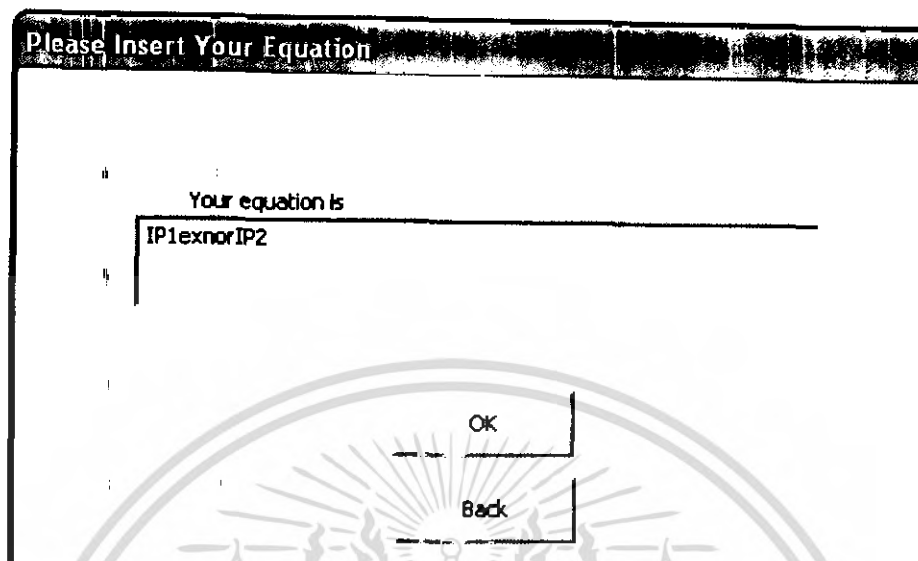 Please Insert Your Equation
Your equation is
IP1exnorIP2
OK
Back